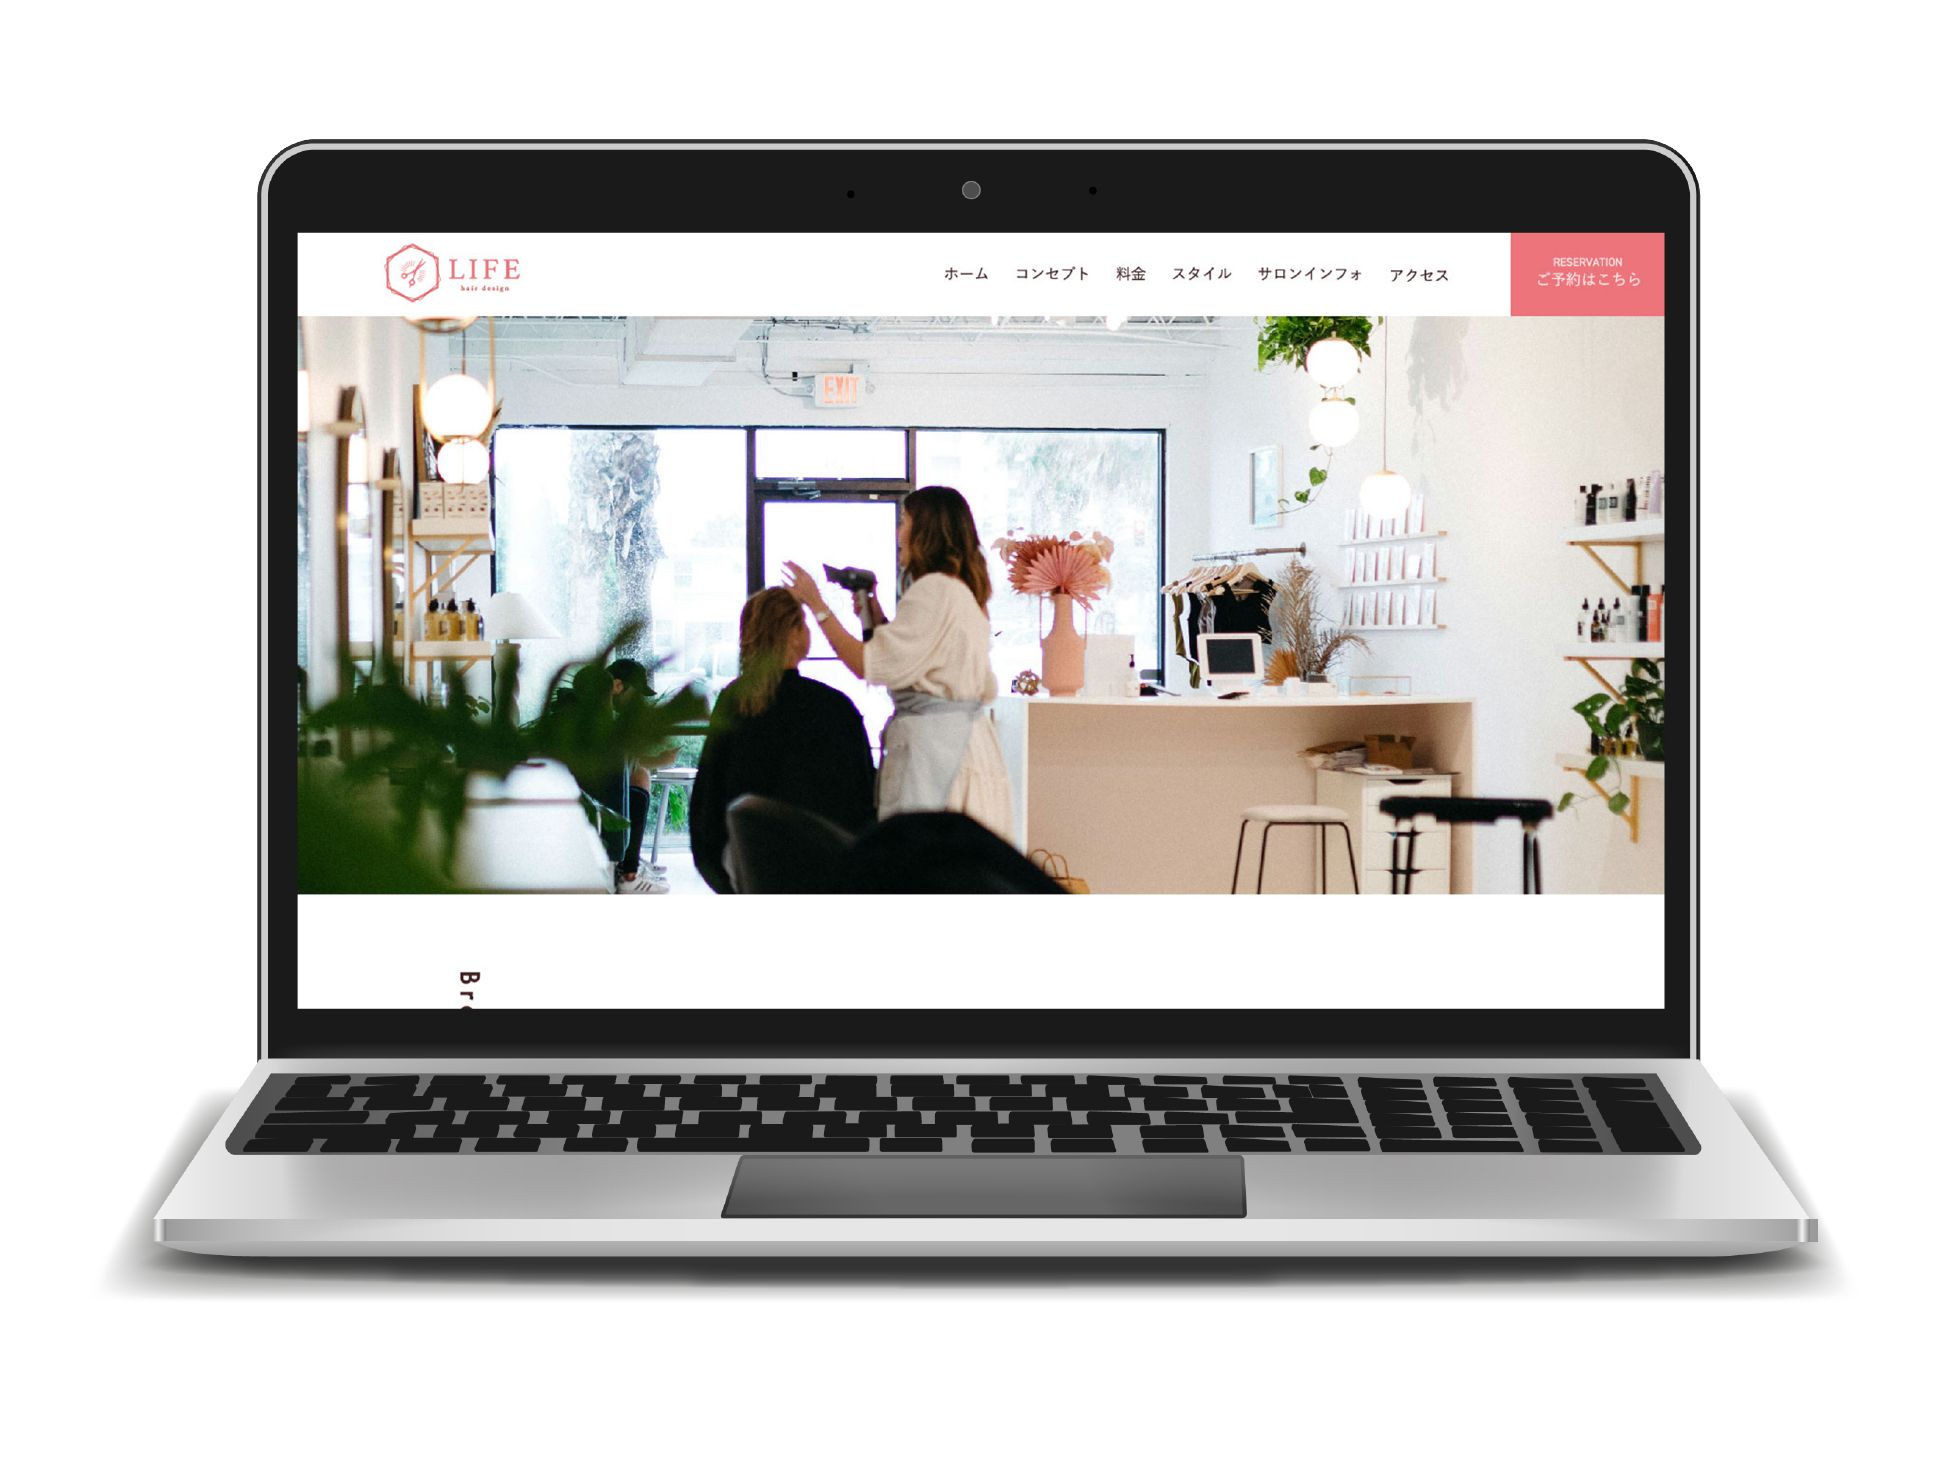 LIFE
hair design
ホーム
コンセプト
料金
スタイル
サロンインフォ
アクセス
RESERVATION
ご予約はこちら
EXIT
Br